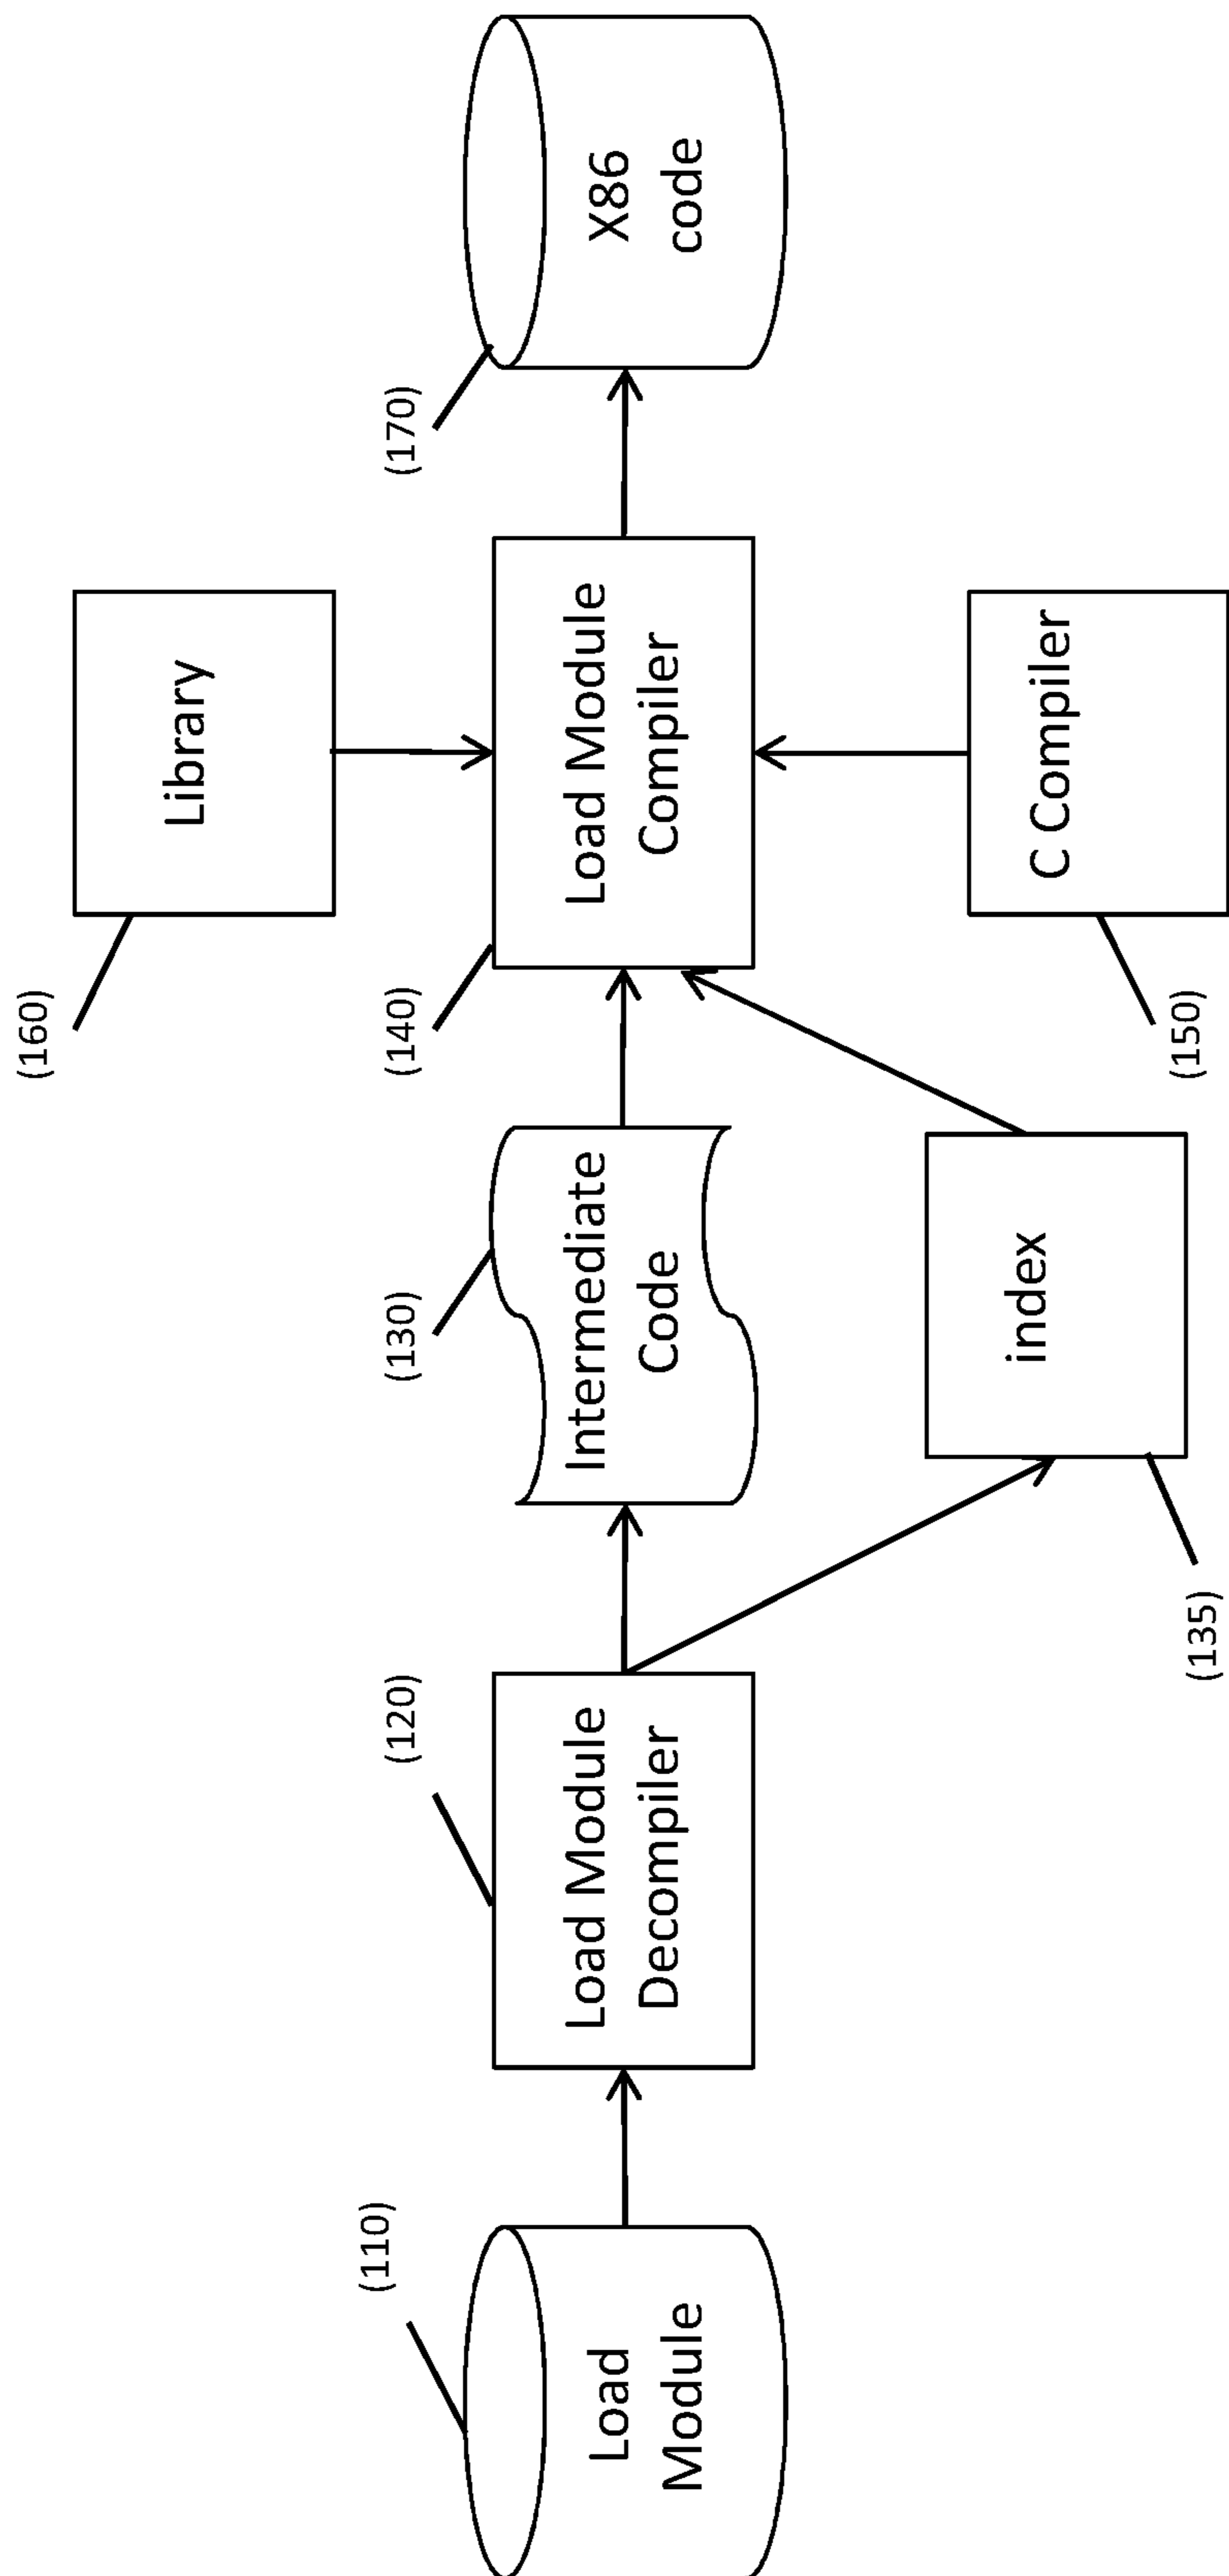 (160)
Library
(110)
(120)
(130)
(140)
(170)
Load
Module
Load Module
Decompiler
Intermediate
Code
Load Module
Compiler
X86
code
(135)
index
(150)
C Compiler